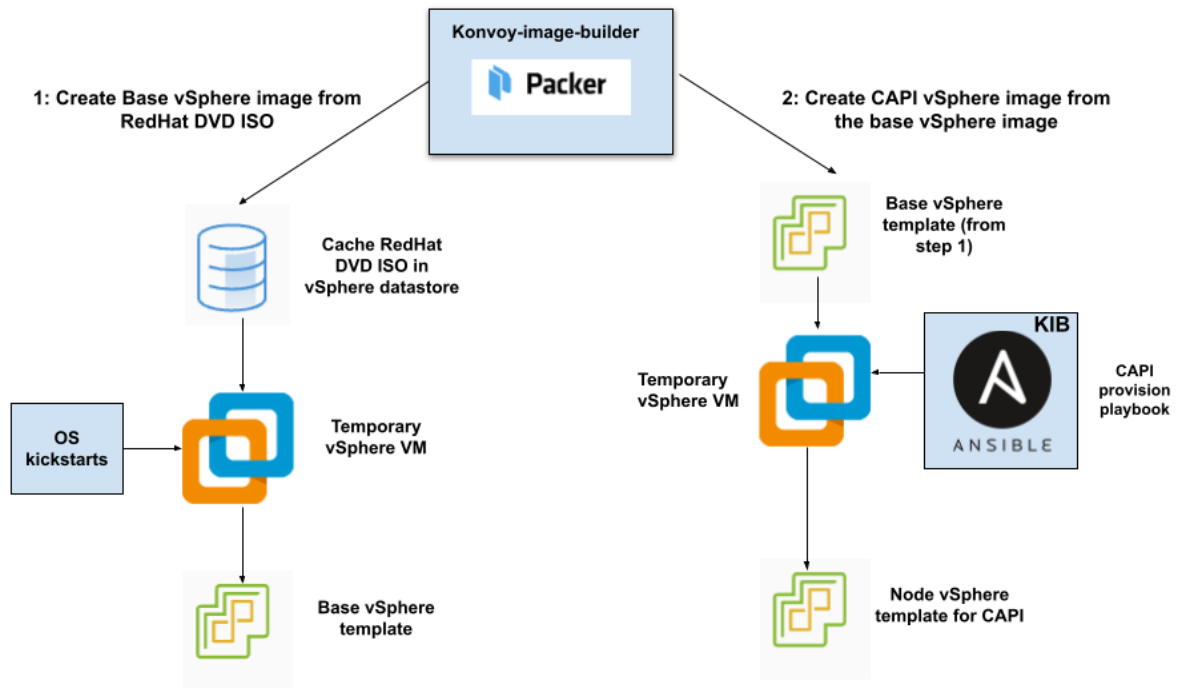 Konvoy-image-builder
Packer
1: Create Base vSphere image from
RedHat DVD ISO
2: Create CAPI vSphere image from
the base vSphere image
Cache RedHat
DVD ISO in
vSphere datastore
OS
kickstarts
Temporary
vSphere VM
Base vSphere
template
Base vSphere
template (from
step 1)
Temporary
vSphere VM
KIB
ANSIBLE
CAPI
provision
playbook
Node vSphere
template for CAPI